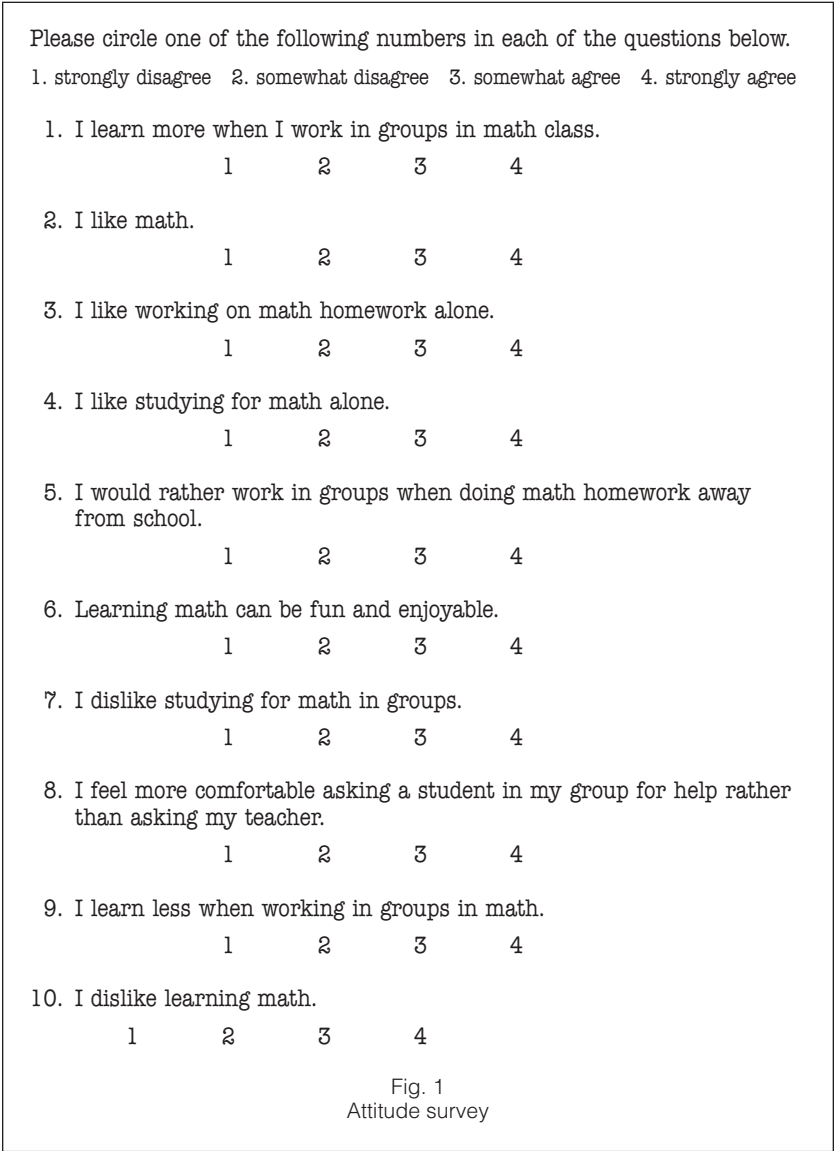 Please circle one of the following numbers in each of the questions below.
1. strongly disagree 2. somewhat disagree 3. somewhat agree 4. strongly agree
1. I learn more when I work in groups in math class.
1 2 3 4
2. I like math.
1 2 3 4
3. I like working on math homework alone.
1 2 3 4
4. I like studying for math alone.
1 2 3 4
5. I would rather work in groups when doing math homework away
from school.
1 2 3 4
6. Learning math can be fun and enjoyable.
1 2 3 4
7. I dislike studying for math in groups.
1 2 3 4
8. I feel more comfortable asking a student in my group for help rather
than asking my teacher.
1 2 3 4
9. I learn less when working in groups in math.
1 2 3 4
10. I dislike learning math.
1 2 3 4
Fig. 1
Attitude survey